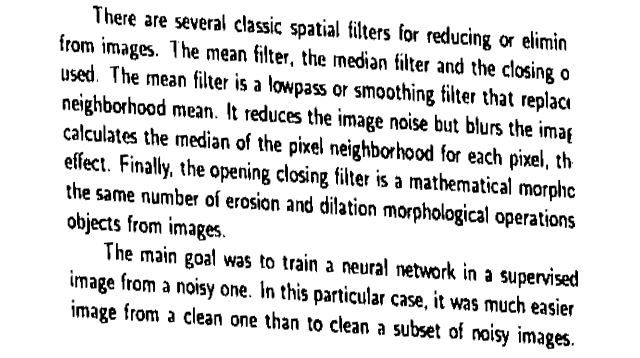 There are several classic spatial filters for reducing or elimin
from images. The mean filter, the median filter and the closing o
used. The mean filter is a lowpass or smoothing filter that replac
neighborhood mean. It reduces the image noise but blurs the imag
calculates the median of the pixel neighborhood for each pixel, th
effect. Finally, the opening closing filter is a mathematical morpho
the same number of erosion and dilation morphological operations
objects from images.
The main goal was to train a neural network in a supervised
image from a noisy one. In this particular case, it was much easier
image from a clean one than to clean a subset of noisy images.